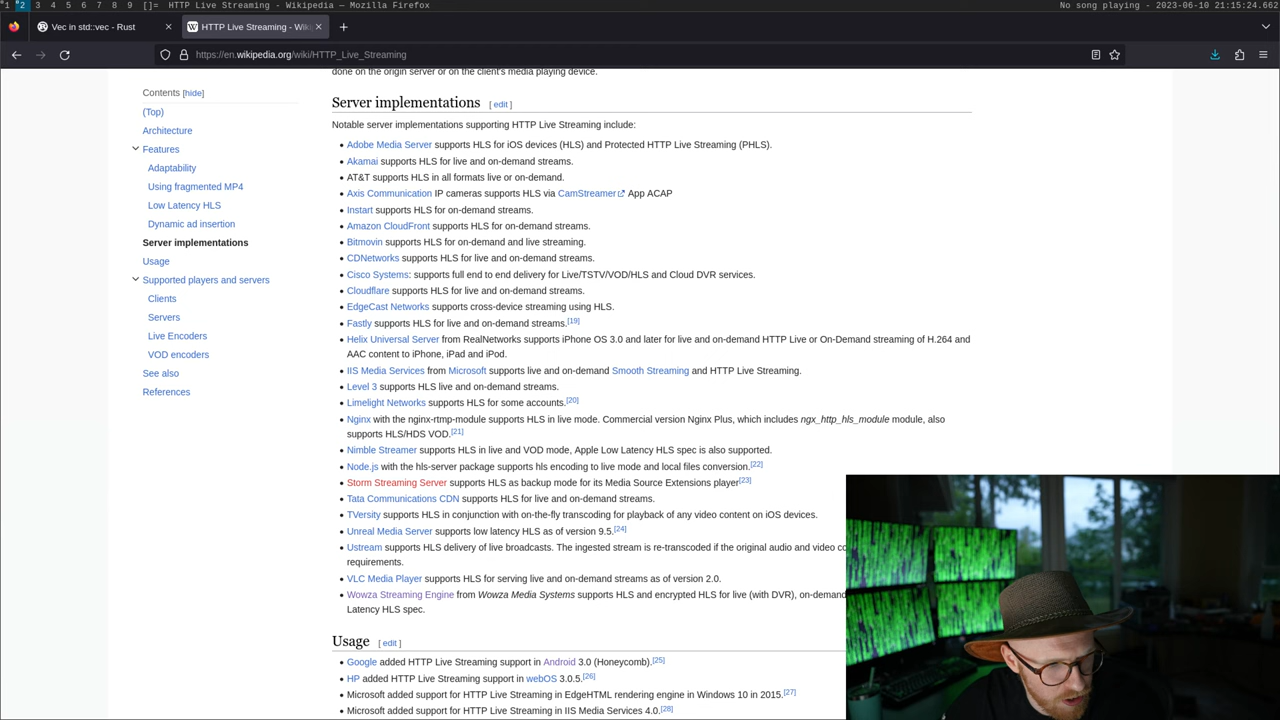 1 2 3 4 5 6 7 8 9 []= HTTP Live Streaming - Wikipedia — Mozilla Firefox No song playing - 2023-06-10 21:15:24.662
Vec in std::vec - Rust HTTP Live Streaming - Wiki
https://en.wikipedia.org/wiki/HTTP_Live_Streaming
done on the origin server or on the client's media playing device.
Contents [hide]
(Top)
Architecture
Features
Adaptability
Using fragmented MP4
Low Latency HLS
Dynamic ad insertion
Server implementations
Usage
Supported players and servers
Clients
Servers
Live Encoders
VOD encoders
See also
References
Server implementations [ edit ]
Notable server implementations supporting HTTP Live Streaming include:
• Adobe Media Server supports HLS for iOS devices (HLS) and Protected HTTP Live Streaming (PHLS).
• Akamai supports HLS for live and on-demand streams.
• AT&T supports HLS in all formats live or on-demand.
• Axis Communication IP cameras supports HLS via CamStreamer App ACAP
• Instart supports HLS for on-demand streams.
• Amazon CloudFront supports HLS for on-demand streams.
• Bitmovin supports HLS for on-demand and live streaming.
• CDNetworks supports HLS for live and on-demand streams.
• Cisco Systems: supports full end to end delivery for Live/TSTV/VOD/HLS and Cloud DVR services.
• Cloudflare supports HLS for live and on-demand streams.
• EdgeCast Networks supports cross-device streaming using HLS.
• Fastly supports HLS for live and on-demand streams.[19]
• Helix Universal Server from RealNetworks supports iPhone OS 3.0 and later for live and on-demand HTTP Live or On-Demand streaming of H.264 and
AAC content to iPhone, iPad and iPod.
• IIS Media Services from Microsoft supports live and on-demand Smooth Streaming and HTTP Live Streaming.
• Level 3 supports HLS live and on-demand streams.
• Limelight Networks supports HLS for some accounts.[20]
• Nginx with the nginx-rtmp-module supports HLS in live mode. Commercial version Nginx Plus, which includes ngx_http_hls_module module, also
supports HLS/HDS VOD.[21]
• Nimble Streamer supports HLS in live and VOD mode, Apple Low Latency HLS spec is also supported.
• Node.js with the hls-server package supports hls encoding to live mode and local files conversion.[22]
• Storm Streaming Server supports HLS as backup mode for its Media Source Extensions player[23]
• Tata Communications CDN supports HLS for live and on-demand streams.
• TVersity supports HLS in conjunction with on-the-fly transcoding for playback of any video content on iOS devices.
• Unreal Media Server supports low latency HLS as of version 9.5.[24]
• Ustream supports HLS delivery of live broadcasts. The ingested stream is re-transcoded if the original audio and video co
requirements.
• VLC Media Player supports HLS for serving live and on-demand streams as of version 2.0.
• Wowza Streaming Engine from Wowza Media Systems supports HLS and encrypted HLS for live (with DVR), on-demand
Latency HLS spec.
Usage [ edit ]
• Google added HTTP Live Streaming support in Android 3.0 (Honeycomb).[25]
• HP added HTTP Live Streaming support in webOS 3.0.5.[26]
• Microsoft added support for HTTP Live Streaming in EdgeHTML rendering engine in Windows 10 in 2015.[27]
• Microsoft added support for HTTP Live Streaming in IIS Media Services 4.0.[28]